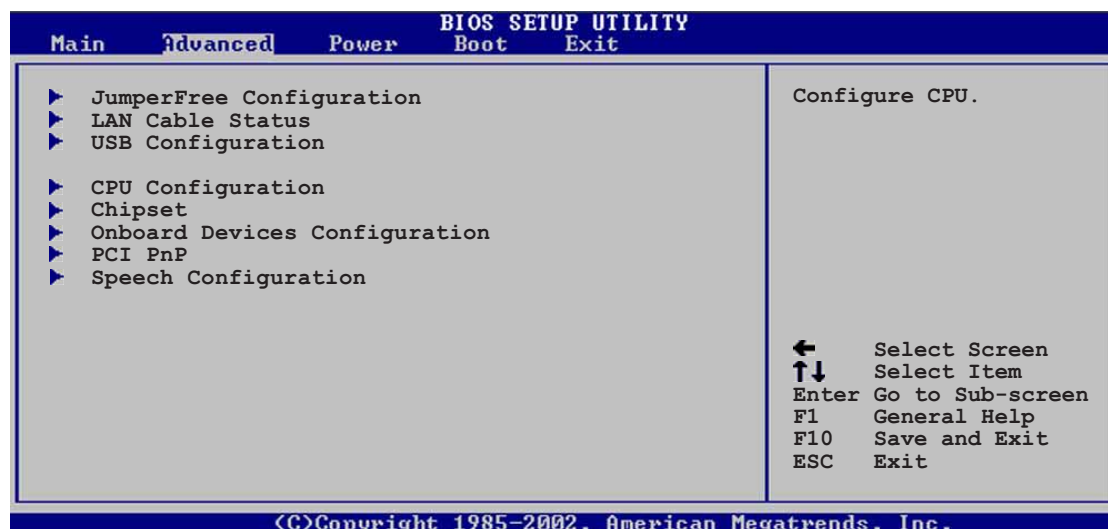 BIOS SETUP UTILITY
Main Advanced Power Boot Exit
JumperFree Configuration
LAN Cable Status
USB Configuration
CPU Configuration
Chipset
Onboard Devices Configuration
PCI PnP
Speech Configuration
Configure CPU.
← Select Screen
↑↓ Select Item
Enter Go to Sub-screen
F1 General Help
F10 Save and Exit
ESC Exit
(C)Copyright 1985-2002, American Megatrends, Inc.